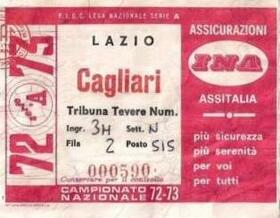 F.I.G.C. LEGA NAZIONALE SERIE A
72 A 73
LAZIO
Cagliari
Tribuna Tevere Num.
Ingr. 3H Sett. N
Fila 2 Posto SIS
000590
Conservare per il controllo
CAMPIONATO
NAZIONALE 72-73
ASSICURAZIONI
INA
ASSITALIA
più sicurezza
più serenità
per voi
per tutti